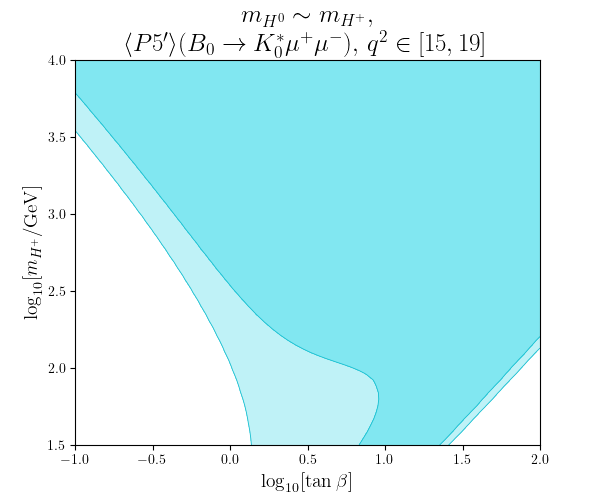 $m_{H^0} \sim m_{H^+}$,
$\langle P5' \rangle (B_0 \to K_0^* \mu^+ \mu^-)$, $q^2 \in [15, 19]$
4.0
3.5
3.0
2.5
2.0
1.5
$\log_{10}[m_{H^+}/\mathrm{GeV}]$
−1.0 −0.5 0.0 0.5 1.0 1.5 2.0
$\log_{10}[\tan \beta]$